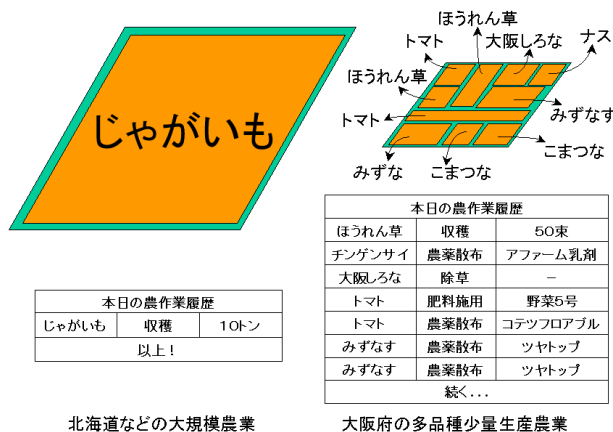 じゃがいも
ほうれん草
トマト
大阪しろな
ナス
ほうれん草
みずなす
トマト
こまつな
みずな
こまつな
本日の農作業履歴
じゃがいも 収穫 10トン
以上!
北海道などの大規模農業
本日の農作業履歴
ほうれん草 収穫 50束
チンゲンサイ 農薬散布 アファーム乳剤
大阪しろな 除草 －
トマト 肥料施用 野菜5号
トマト 農薬散布 コテツフロアブル
みずなす 農薬散布 ツヤトップ
みずなす 農薬散布 ツヤトップ
続く...
大阪府の多品種少量生産農業